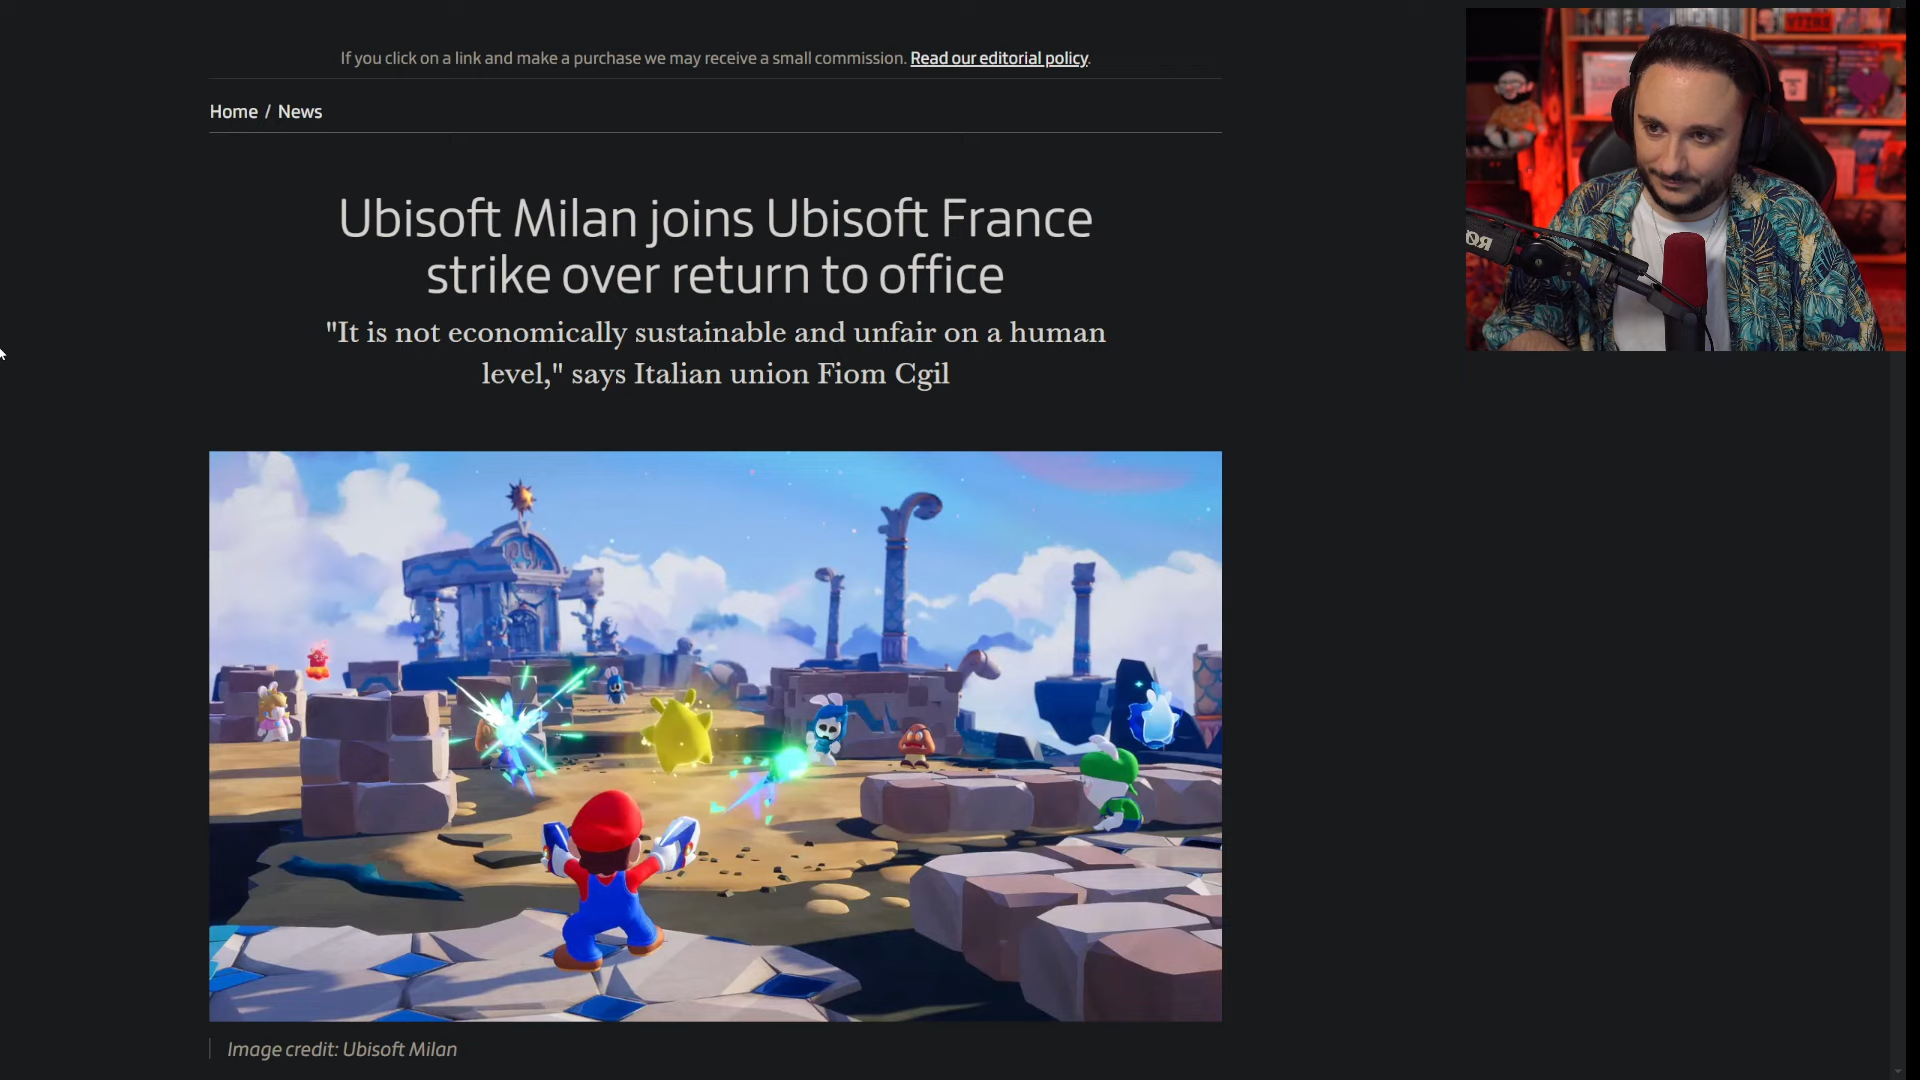 If you click on a link and make a purchase we may receive a small commission. Read our editorial policy.
Home / News
Ubisoft Milan joins Ubisoft France
strike over return to office
"It is not economically sustainable and unfair on a human
level," says Italian union Fiom Cgil
Image credit: Ubisoft Milan
RØDE